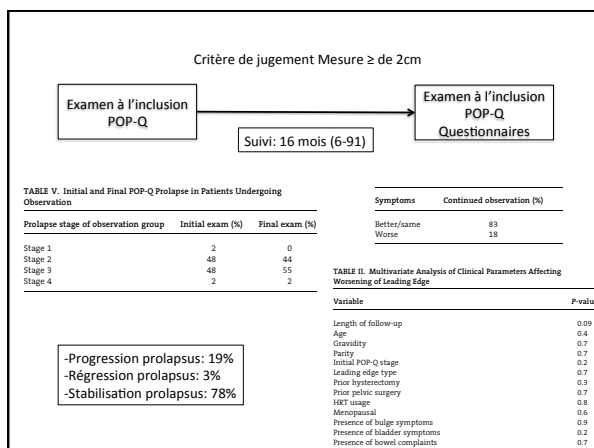 Critère de jugement Mesure ≥ de 2cm
Examen à l'inclusion
POP-Q
Examen à l'inclusion
POP-Q
Questionnaires
Suivi: 16 mois (6-91)
TABLE V. Initial and Final POP-Q Prolapse in Patients Undergoing
Observation
Prolapse stage of observation group Initial exam (%) Final exam (%)
Stage 1 2 0
Stage 2 48 44
Stage 3 48 55
Stage 4 2 2
Symptoms Continued observation (%)
Better/same 83
Worse 18
TABLE II. Multivariate Analysis of Clinical Parameters Affecting
Worsening of Leading Edge
Variable P-valu
Length of follow-up 0.09
Age 0.4
Gravidity 0.7
Parity 0.7
Initial POP-Q stage 0.2
Leading edge type 0.7
Prior hysterectomy 0.3
Prior pelvic surgery 0.7
HRT usage 0.8
Menopausal 0.6
Presence of bulge symptoms 0.9
Presence of bladder symptoms 0.2
Presence of bowel complaints 0.7
-Progression prolapsus: 19%
-Régression prolapsus: 3%
-Stabilisation prolapsus: 78%